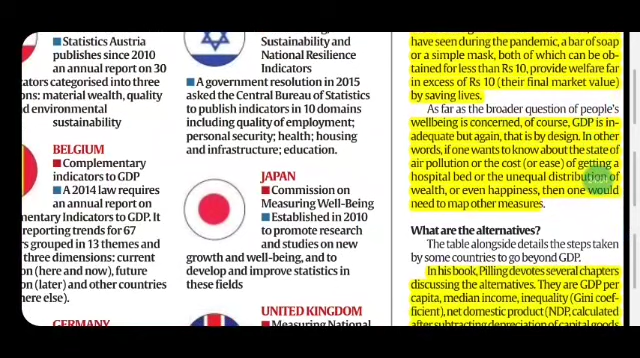 Statistics Austria
publishes since 2010
an annual report on 30
ators categorised into three
ons: material wealth, quality
d environmental
sustainability
BELGIUM
Complementary
indicators to GDP
A 2014 law requires
an annual report on
mentary Indicators to GDP. It
reporting trends for 67
rs grouped in 13 themes and
three dimensions: current
on (here and now), future
on (later) and other countries
here else).
GERMANY
Sustainability and
National Resilience
Indicators
A government resolution in 2015
asked the Central Bureau of Statistics
to publish indicators in 10 domains
including quality of employment;
personal security; health; housing
and infrastructure; education.
JAPAN
Commission on
Measuring Well-Being
Established in 2010
to promote research
and studies on new
growth and well-being, and to
develop and improve statistics in
these fields
UNITED KINGDOM
Measuring National
have seen during the pandemic, a bar of soap
or a simple mask, both of which can be ob-
tained for less than Rs 10, provide welfare far
in excess of Rs 10 (their final market value)
by saving lives.
As far as the broader question of people's
wellbeing is concerned, of course, GDP is in-
adequate but again, that is by design. In other
words, if one wants to know about the state of
air pollution or the cost (or ease) of getting a
hospital bed or the unequal distribution of
wealth, or even happiness, then one would
need to map other measures.
What are the alternatives?
The table alongside details the steps taken
by some countries to go beyond GDP.
In his book, Pilling devotes several chapters
discussing the alternatives. They are GDP per
capita, median income, inequality (Gini coef-
ficient), net domestic product (NDP, calculated
after subtracting depreciation of capital goods